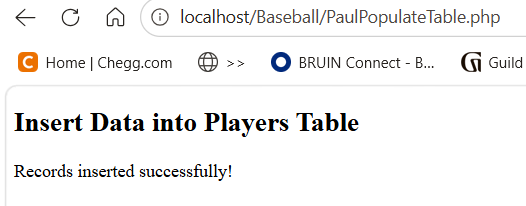 localhost/Baseball/PaulPopulateTable.php
Home | Chegg.com >> BRUIN Connect - B... Guild
Insert Data into Players Table
Records inserted successfully!